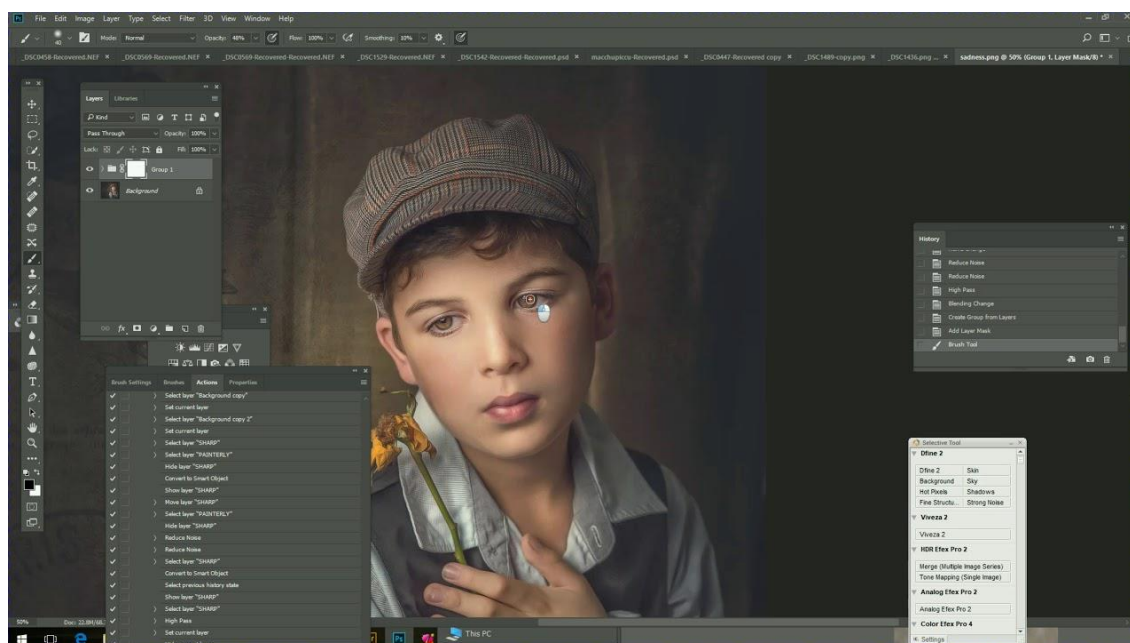 Ps File Edit Image Layer Type Select Filter 3D View Window Help
40 Mode: Normal Opacity: 48% Flow: 100% Smoothing: 10%
_DSC0458-Recovered.NEF × _DSC0569-Recovered.NEF × _DSC0569-Recovered-Recovered.NEF × _DSC1529-Recovered.NEF × _DSC1542-Recovered-Recovered.psd × macchupiccu-Recovered.psd × _DSC0447-Recovered copy × _DSC1489-copy.png × _DSC1436.png ... × sadness.png @ 50% (Group 1, Layer Mask/8) * ×
Layers Libraries
Kind
Pass Through Opacity: 100%
Lock: Fill: 100%
Group 1
Background
fx
Brush Settings Brushes Actions Properties
Select layer "Background copy"
Set current layer
Select layer "Background copy 2"
Set current layer
Select layer "SHARP"
Select layer "PAINTERLY"
Hide layer "SHARP"
Convert to Smart Object
Show layer "SHARP"
Move layer "SHARP"
Select layer "PAINTERLY"
Hide layer "SHARP"
Reduce Noise
Reduce Noise
Select layer "SHARP"
Convert to Smart Object
Select previous history state
Show layer "SHARP"
Select layer "SHARP"
High Pass
Set current layer
History
Reduce Noise
Reduce Noise
High Pass
Blending Change
Create Group from Layers
Add Layer Mask
Brush Tool
Selective Tool
Dfine 2
Dfine 2 Skin
Background Sky
Hot Pixels Shadows
Fine Structu... Strong Noise
Viveza 2
Viveza 2
HDR Efex Pro 2
Merge (Multiple Image Series)
Tone Mapping (Single Image)
Analog Efex Pro 2
Analog Efex Pro 2
Color Efex Pro 4
Settings
50% Doc: 22.8M/
Ps This PC